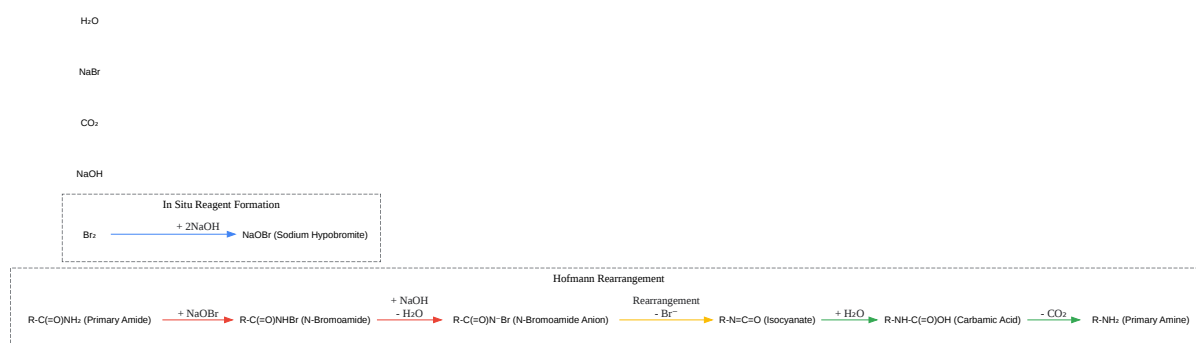 H₂O
NaBr
CO₂
NaOH
In Situ Reagent Formation
+ 2NaOH
Br₂
NaOBr (Sodium Hypobromite)
Hofmann Rearrangement
+ NaOH
Rearrangement
+ NaOBr
- H₂O
- Br⁻
+ H₂O
- CO₂
R-C(=O)NH₂ (Primary Amide)
R-C(=O)NHBr (N-Bromoamide)
R-C(=O)N⁻Br (N-Bromoamide Anion)
R-N=C=O (Isocyanate)
R-NH-C(=O)OH (Carbamic Acid)
R-NH₂ (Primary Amine)